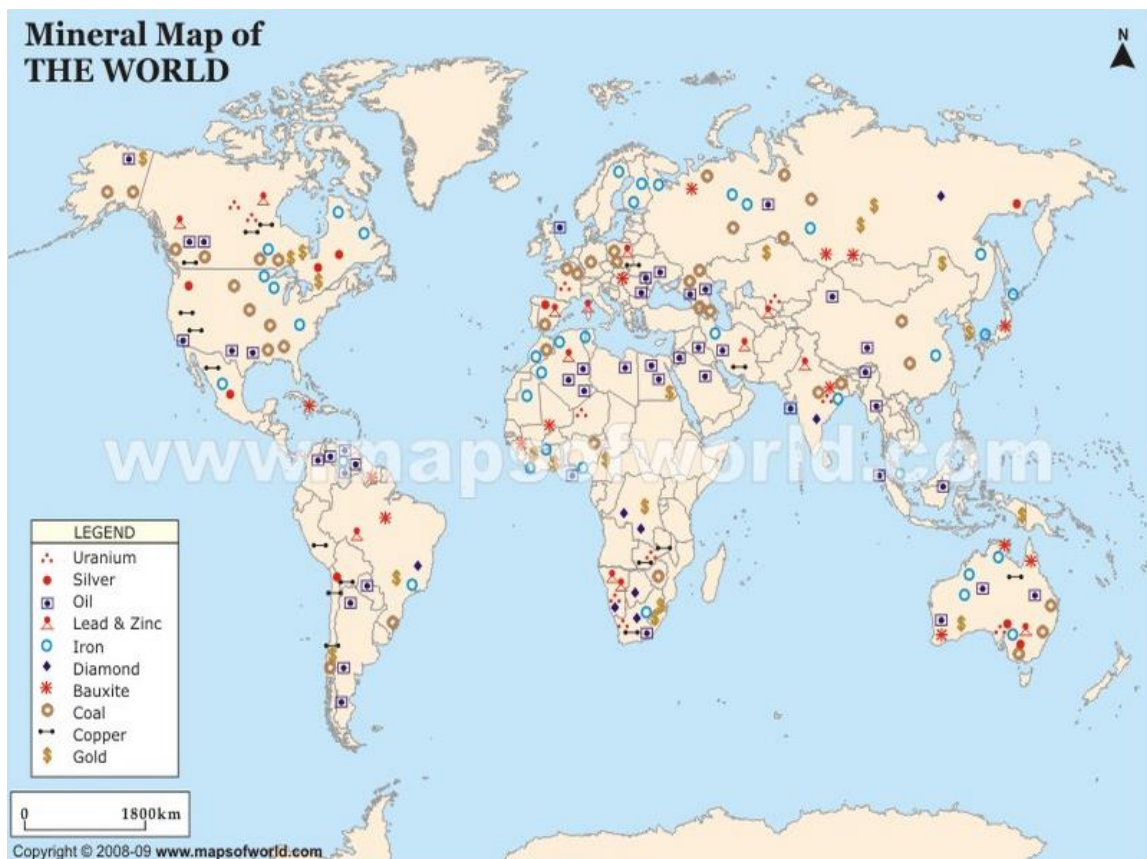 Mineral Map of
THE WORLD
N
www.mapsofworld.com
LEGEND
Uranium
Silver
Oil
Lead & Zinc
Iron
Diamond
Bauxite
Coal
Copper
Gold
0 1800km
Copyright © 2008-09 www.mapsofworld.com